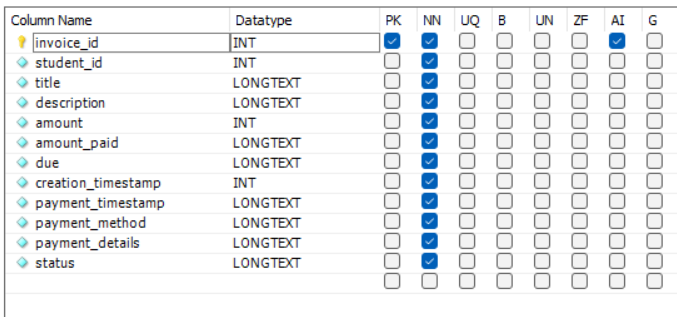 Column Name Datatype PK NN UQ B UN ZF AI G
invoice_id INT
student_id INT
title LONGTEXT
description LONGTEXT
amount INT
amount_paid LONGTEXT
due LONGTEXT
creation_timestamp INT
payment_timestamp LONGTEXT
payment_method LONGTEXT
payment_details LONGTEXT
status LONGTEXT